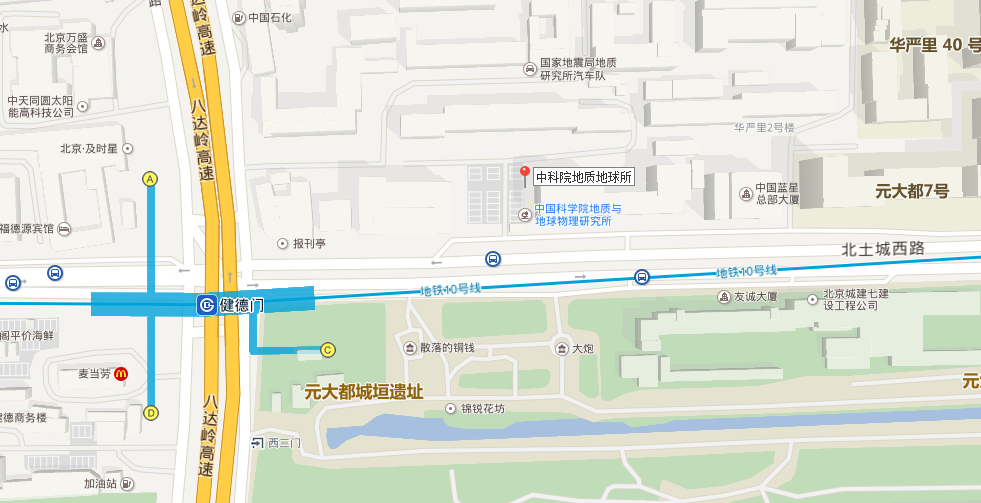 路
八达岭高速
中国石化
水
北京万盛
商务会馆
国家地震局地质
研究所汽车队
华严里 40 号
中天同圆太阳
能高科技公司
八达岭高速
华严里2号楼
北京·及时星
A
中科院地质地球所
中国蓝星
总部大厦
元大都7号
中国科学院地质与
地球物理研究所
福德源宾馆
报刊亭
北土城西路
地铁10号线
地铁10号线
健德门
友诚大厦
北京城建七建
设工程公司
阁平价海鲜
散落的铜钱
大炮
C
麦当劳
元大都城垣遗址
元
锦锐花坊
D
建德商务楼
八达岭高速
西三门
加油站